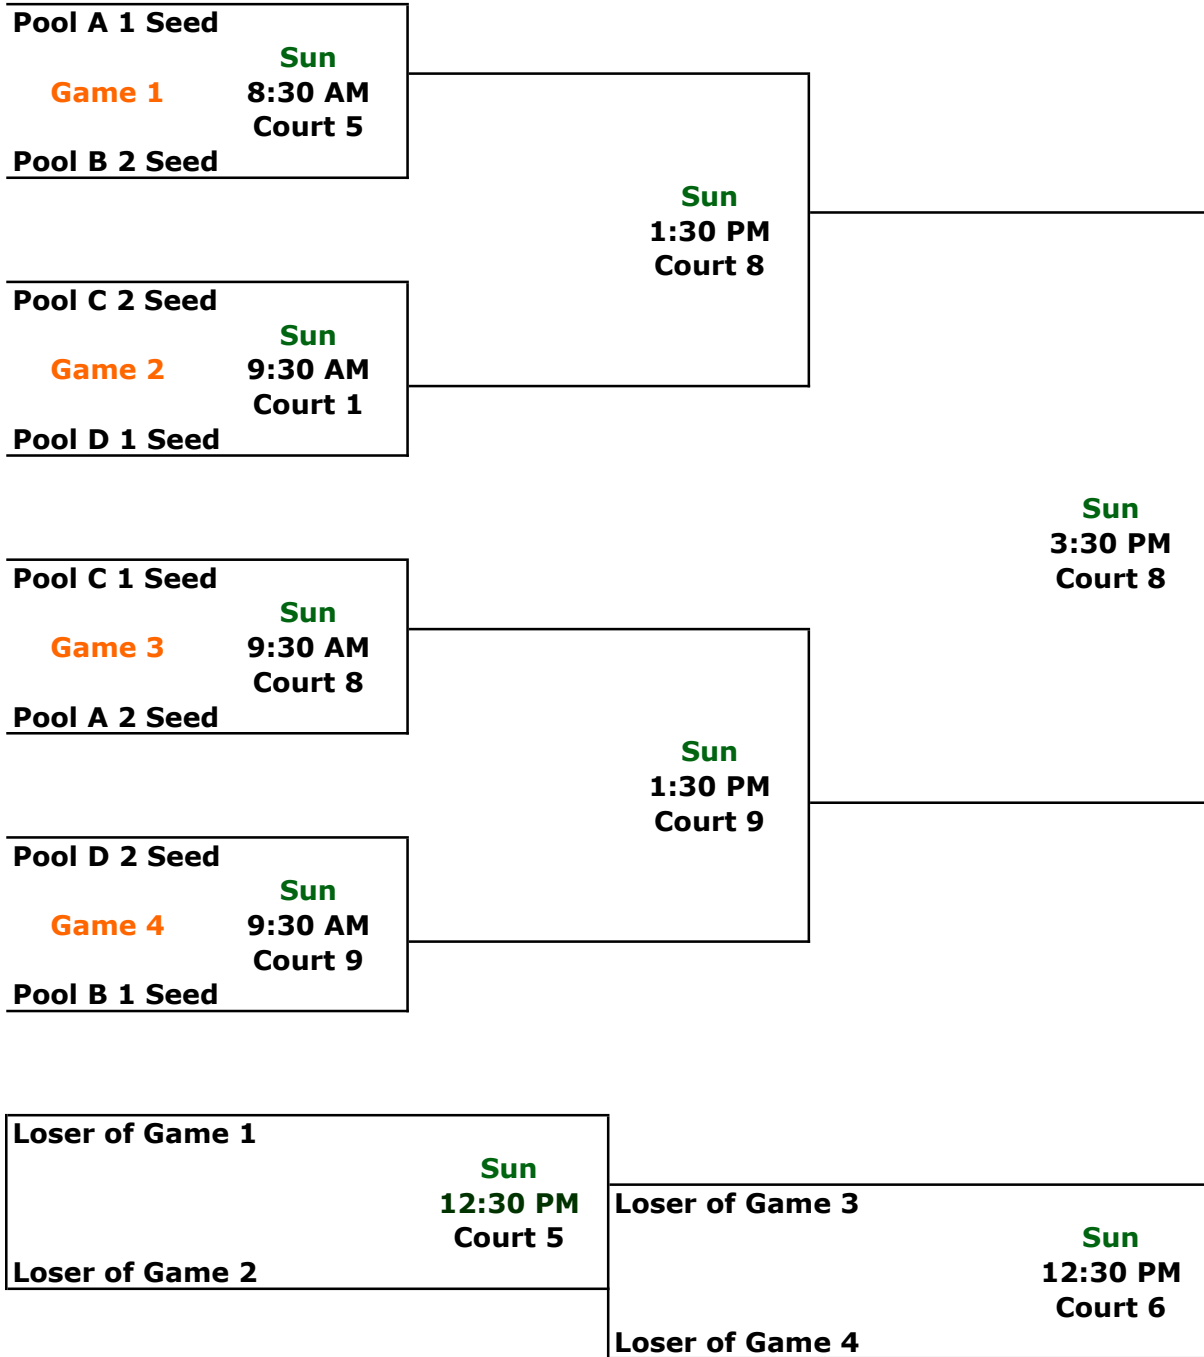 Pool A 1 Seed
Sun
Game 1
8:30 AM
Court 5
Pool B 2 Seed
Sun
1:30 PM
Court 8
Pool C 2 Seed
Sun
Game 2
9:30 AM
Court 1
Pool D 1 Seed
Sun
3:30 PM
Court 8
Pool C 1 Seed
Sun
Game 3
9:30 AM
Court 8
Pool A 2 Seed
Sun
1:30 PM
Court 9
Pool D 2 Seed
Sun
Game 4
9:30 AM
Court 9
Pool B 1 Seed
Loser of Game 1
Sun
12:30 PM
Court 5
Loser of Game 2
Loser of Game 3
Sun
12:30 PM
Court 6
Loser of Game 4